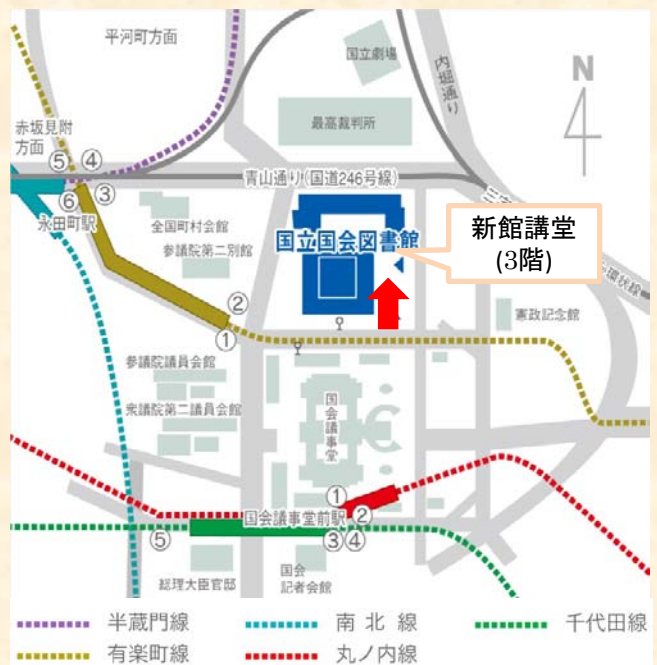 平河町方面
国立劇場
内堀通り
N
最高裁判所
赤坂見附
方面
⑤
④
青山通り(国道246号線)
⑥
③
永田町駅
全国町村会館
国立国会図書館
新館講堂
(3階)
参議院第二別館
環状線
②
①
憲政記念館
参議院議員会館
衆議院第二議員会館
国会議事堂
①
国会議事堂前駅
②
⑤
③
④
総理大臣官邸
国会
記者会館
半蔵門線
南北線
千代田線
有楽町線
丸ノ内線